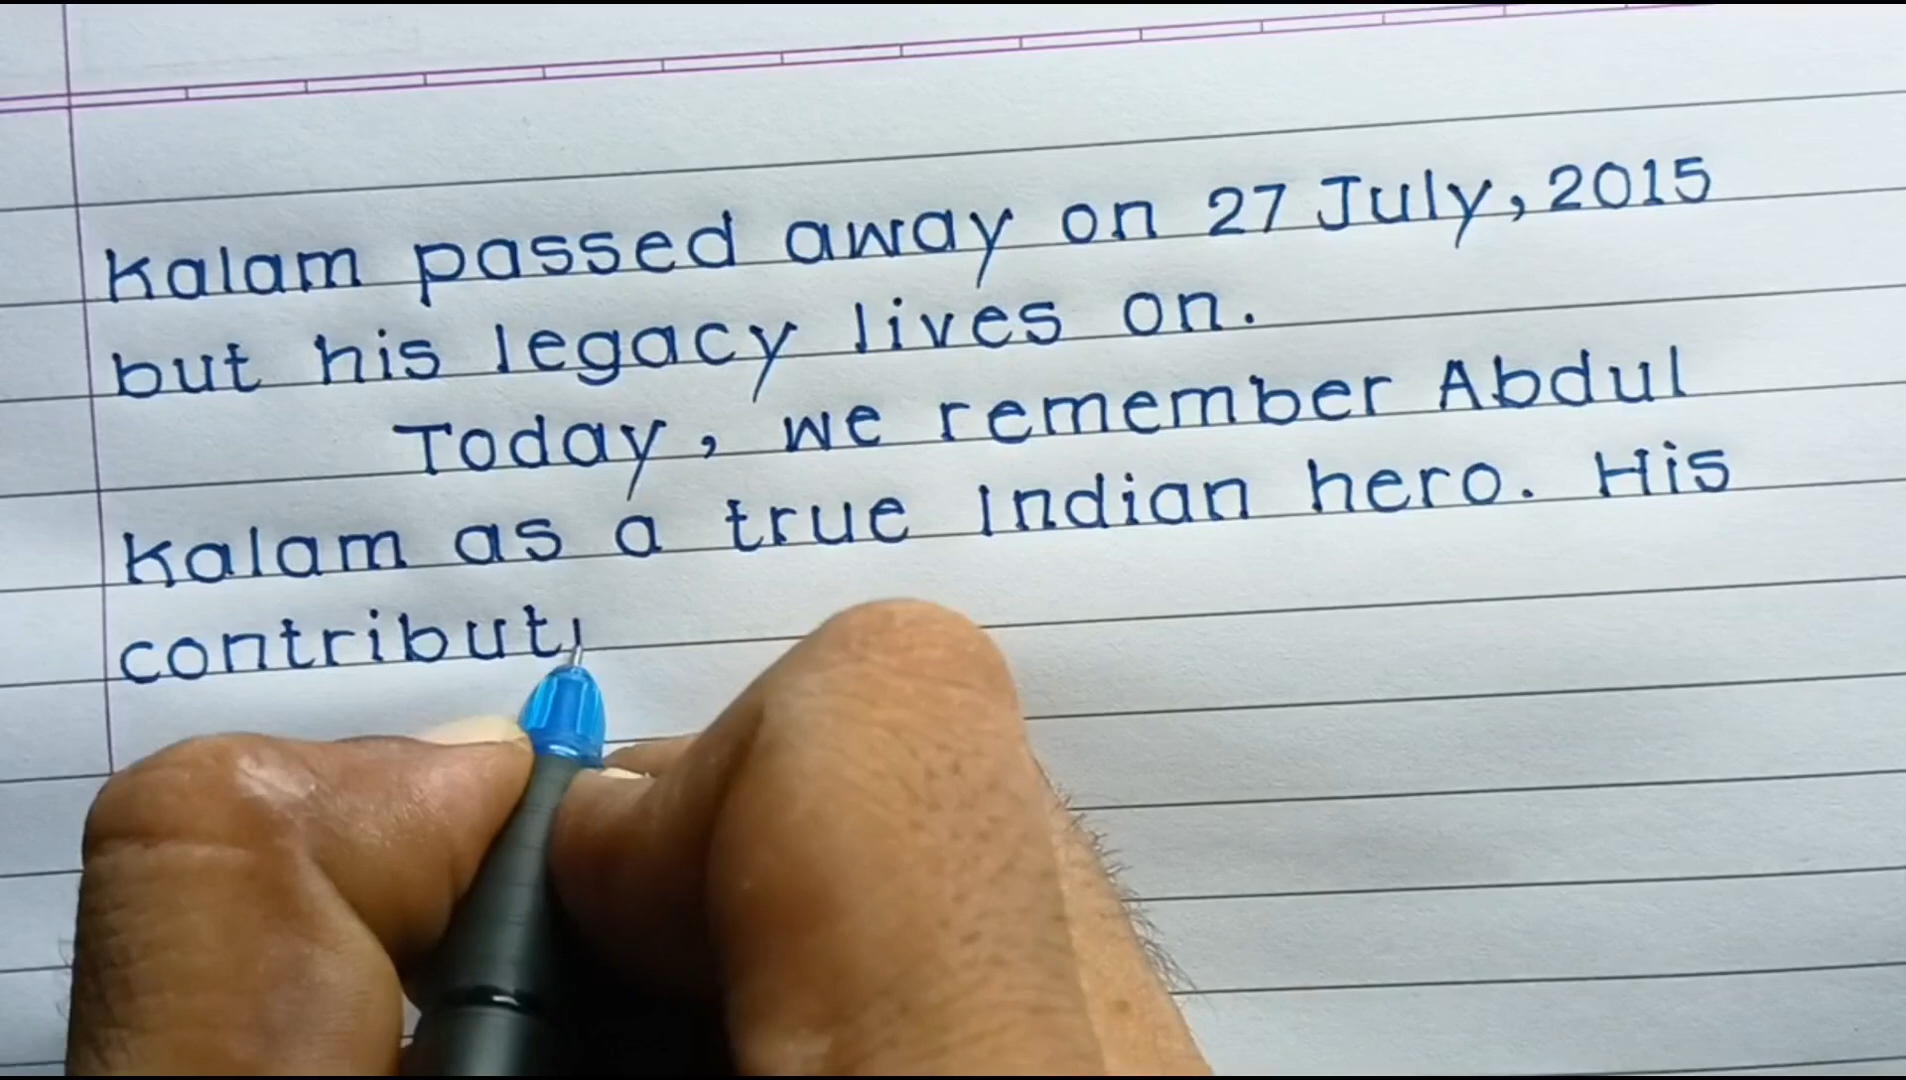 Kalam passed away on 27 July, 2015
but his legacy lives on.
Today, we remember Abdul
Kalam as a true Indian hero. His
contributi